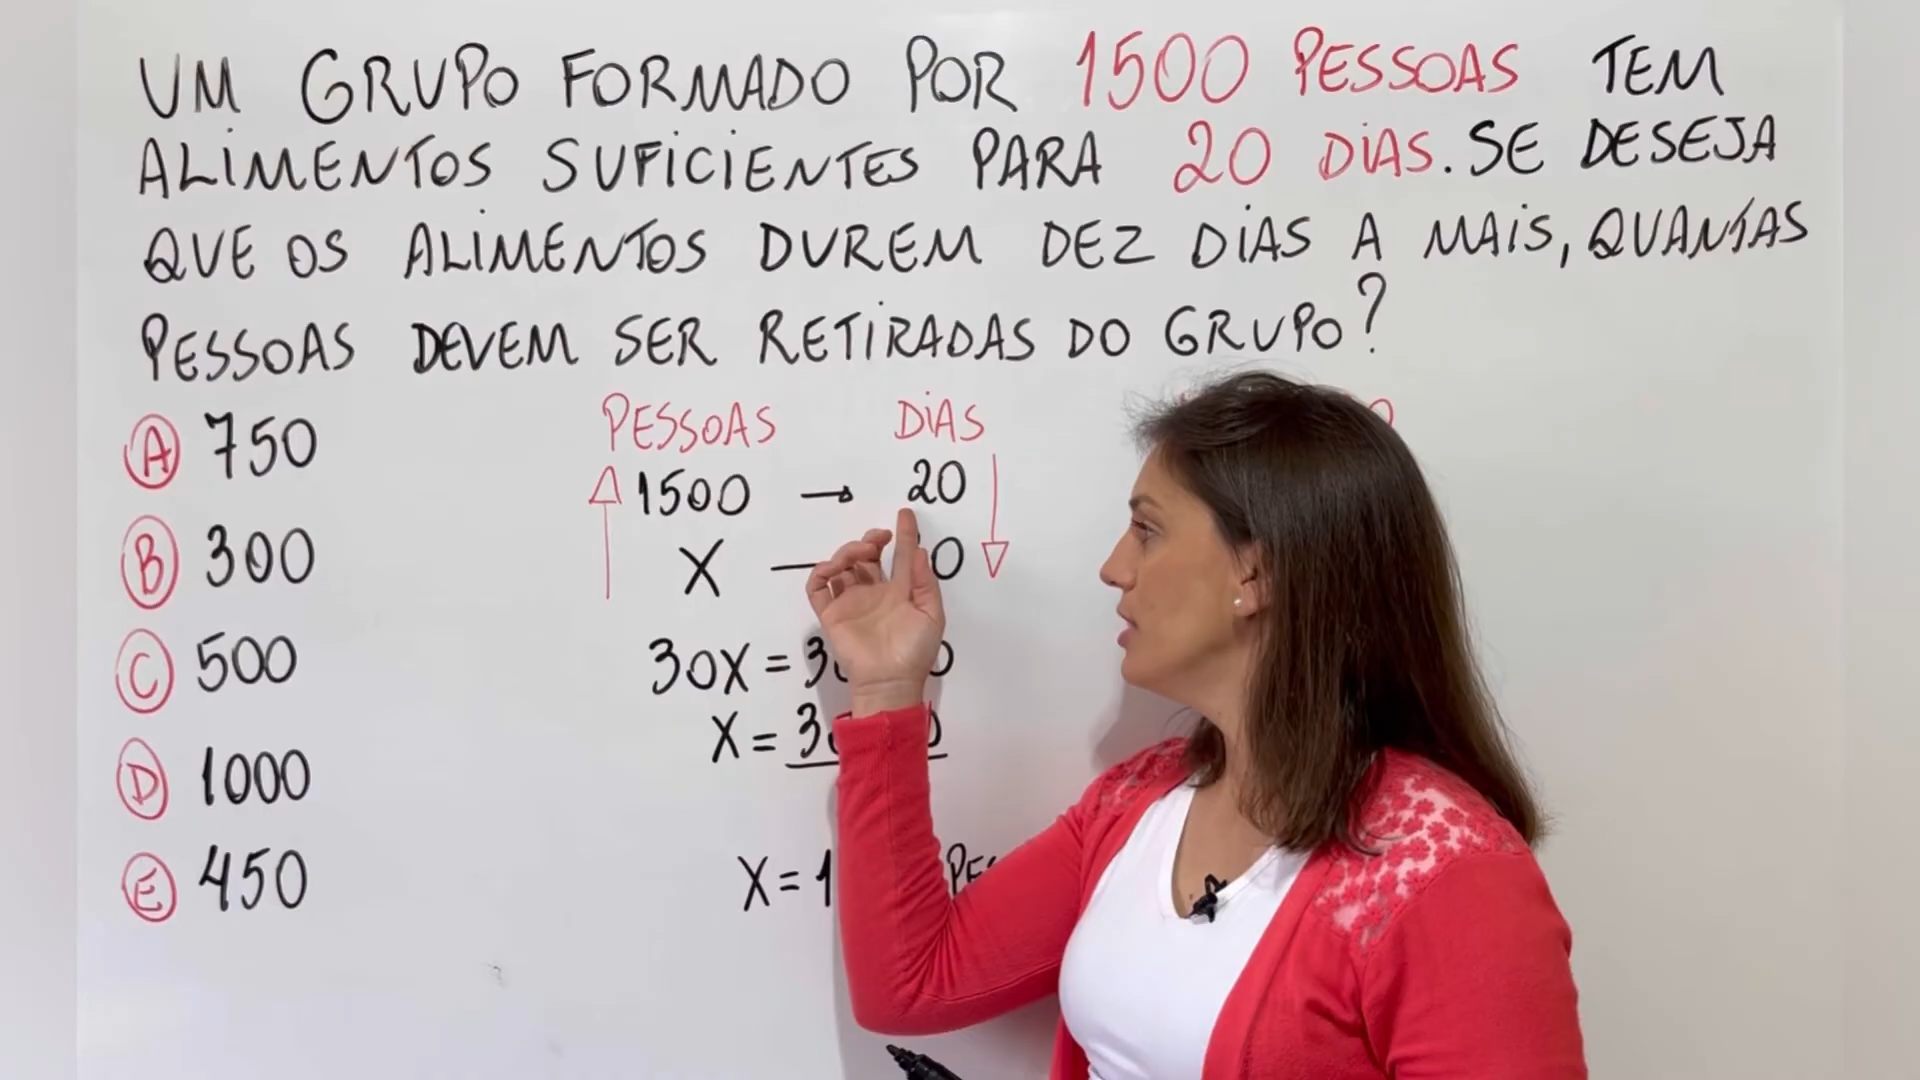 UM GRUPO FORMADO POR 1500 PESSOAS TEM
ALIMENTOS SUFICIENTES PARA 20 DIAS. SE DESEJA
QUE OS ALIMENTOS DUREM DEZ DIAS A MAIS, QUANTAS
PESSOAS DEVEM SER RETIRADAS DO GRUPO?
A 750
B 300
C 500
D 1000
E 450
PESSOAS DIAS
1500 → 20
X
30X =
X =
X =